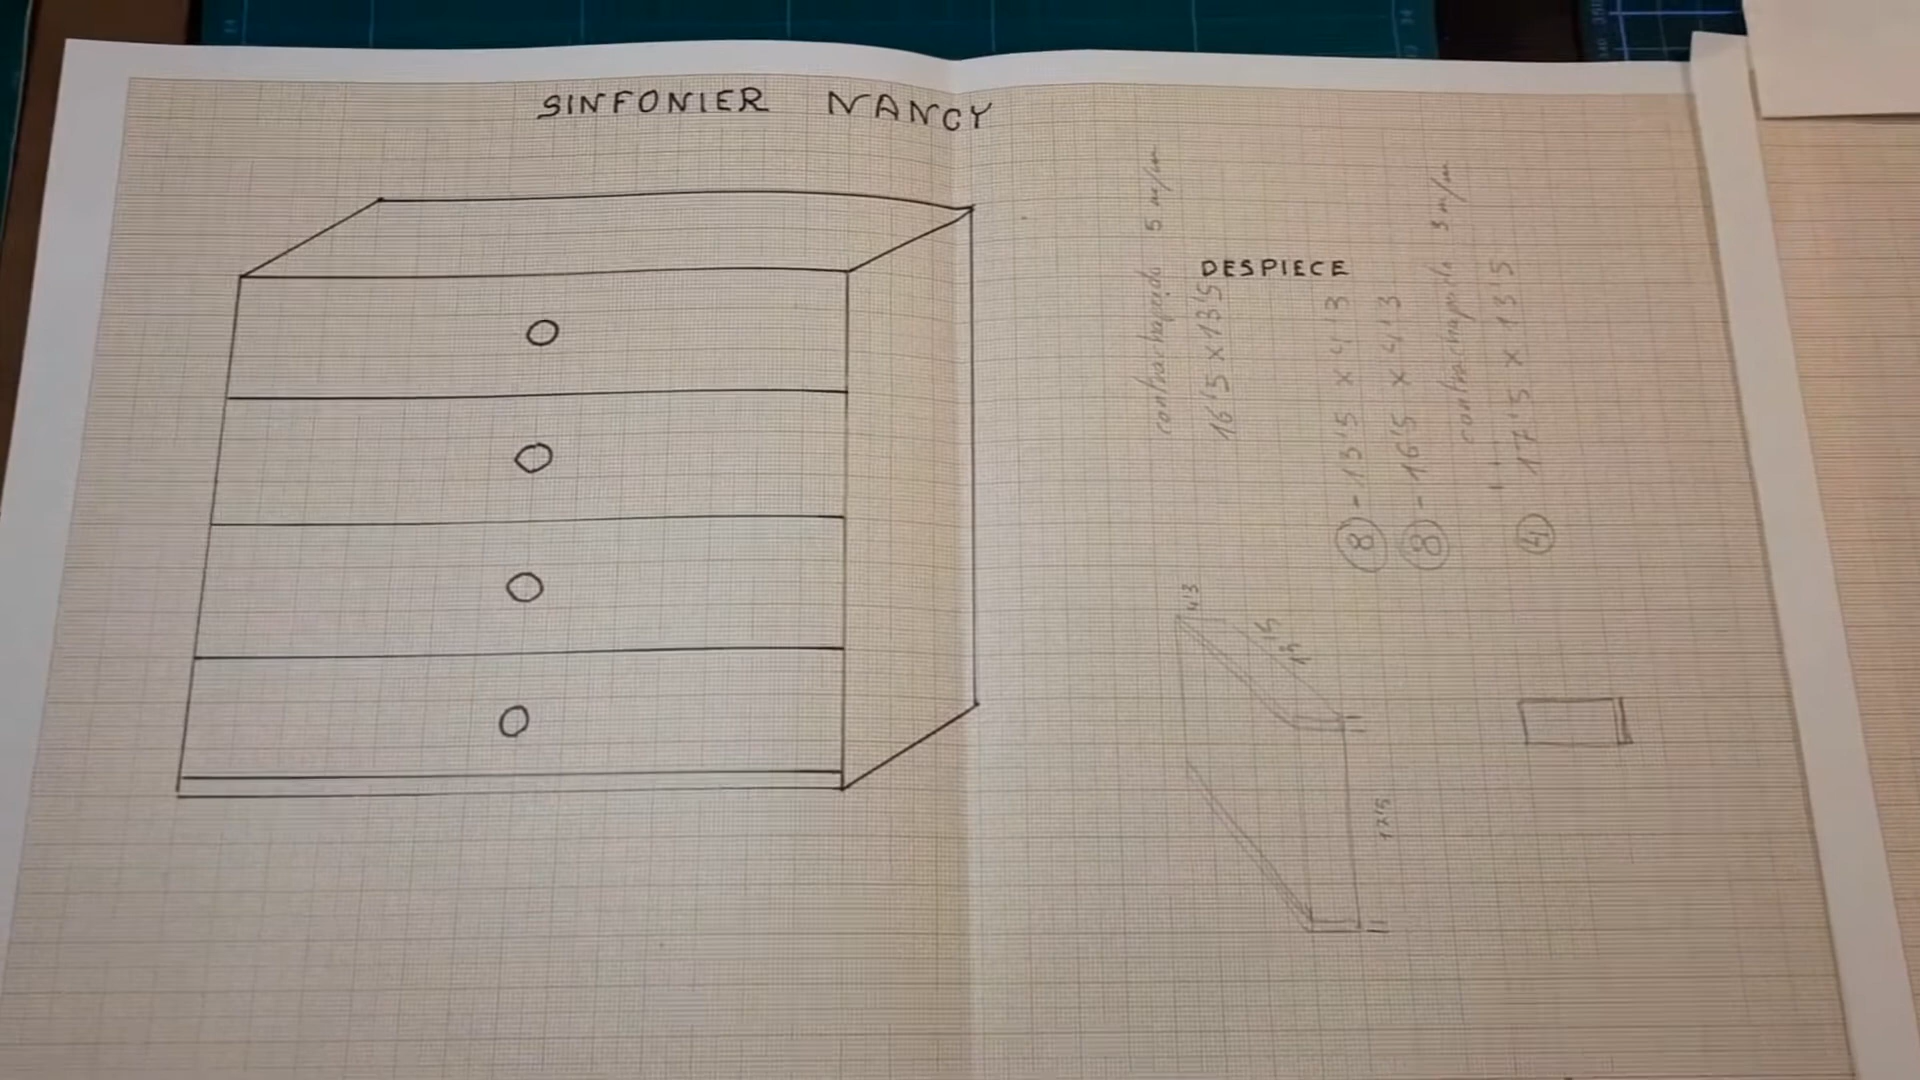 SINFONIER NANCY
DESPIECE
contrachapado 5 m/m
16'5 x 13'5
8 - 13'5 x 4'3
8 - 16'5 x 4'3
contrachapado 3 m/m
4 17'5 x 13'5
4'3
13'5
17'5